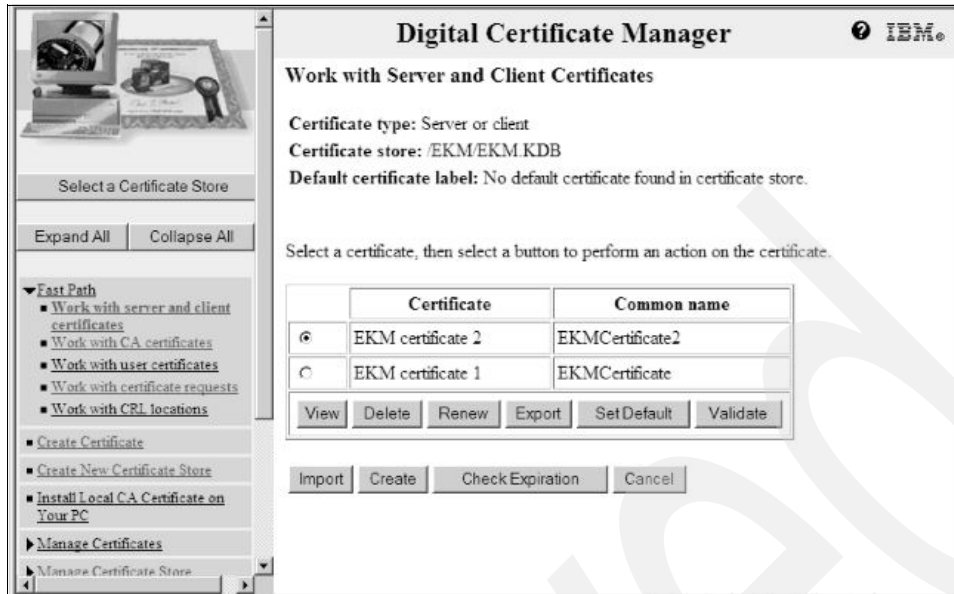 Digital Certificate Manager
IBM
Select a Certificate Store
Expand All
Collapse All
Fast Path
Work with server and client
certificates
Work with CA certificates
Work with user certificates
Work with certificate requests
Work with CRL locations
Create Certificate
Create New Certificate Store
Install Local CA Certificate on
Your PC
Manage Certificates
Manage Certificate Store
Work with Server and Client Certificates
Certificate type: Server or client
Certificate store: /EKM/EKM.KDB
Default certificate label: No default certificate found in certificate store.
Select a certificate, then select a button to perform an action on the certificate.
Certificate Common name
EKM certificate 2 EKMCertificate2
EKM certificate 1 EKMCertificate
View Delete Renew Export Set Default Validate
Import Create Check Expiration Cancel